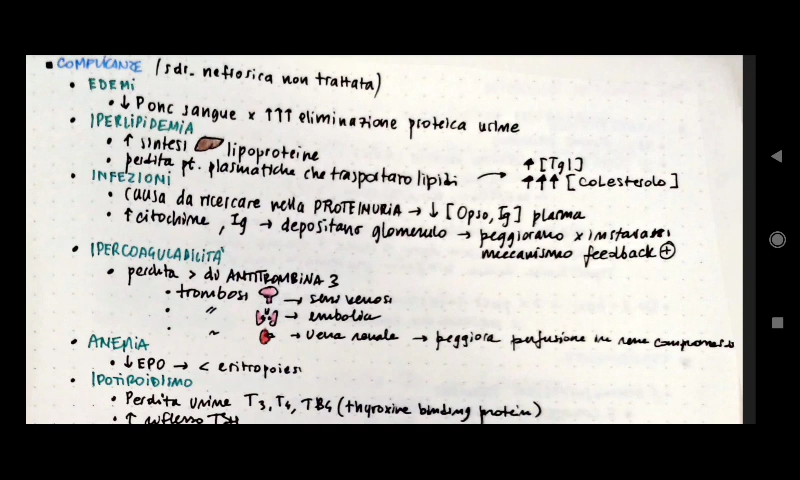 ▪ COMPLICANZE (sdr. nefrosica non trattata)
• EDEMI
• ↓ Ponc sangue x ↑↑↑ eliminazione proteica urine
• IPERLIPIDEMIA
• ↑ sintesi lipoproteine
• perdita pt. plasmatiche che trasportano lipidi → ↑ [Tgl]
↑↑↑ [colesterolo]
• INFEZIONI
• causa da ricercare nella PROTEINURIA → ↓ [Opso, Ig] plasma
• ↑ citochine, Ig → depositano glomerulo → peggiorano x instaurarsi
meccanismo feedback ⊕
• IPERCOAGULABILITÀ
• perdita > di ANTITROMBINA 3
• trombosi → seni venosi
• " → embolia
• ~ → vena renale → peggiora perfusione in rene compromesso
• ANEMIA
• ↓ EPO → < eritropoiesi
• IPOTIROIDISMO
• Perdita urine T3, T4, TBG (thyroxine binding protein)
• ↑ riflesso TSH